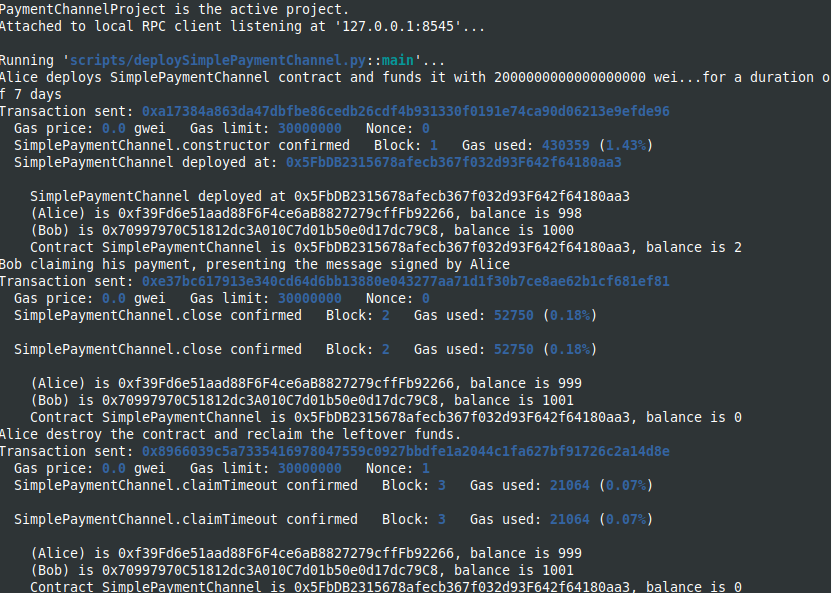 PaymentChannelProject is the active project.
Attached to local RPC client listening at '127.0.0.1:8545'...
Running 'scripts/deploySimplePaymentChannel.py::main'...
Alice deploys SimplePaymentChannel contract and funds it with 2000000000000000000 wei...for a duration o
f 7 days
Transaction sent: 0xa17384a863da47dbfbe86cedb26cdf4b931330f0191e74ca90d06213e9efde96
Gas price: 0.0 gwei   Gas limit: 30000000   Nonce: 0
SimplePaymentChannel.constructor confirmed   Block: 1   Gas used: 430359 (1.43%)
SimplePaymentChannel deployed at: 0x5FbDB2315678afecb367f032d93F642f64180aa3
SimplePaymentChannel deployed at 0x5FbDB2315678afecb367f032d93F642f64180aa3
(Alice) is 0xf39Fd6e51aad88F6F4ce6aB8827279cffFb92266, balance is 998
(Bob) is 0x70997970C51812dc3A010C7d01b50e0d17dc79C8, balance is 1000
Contract SimplePaymentChannel is 0x5FbDB2315678afecb367f032d93F642f64180aa3, balance is 2
Bob claiming his payment, presenting the message signed by Alice
Transaction sent: 0xe37bc617913e340cd64d6bb13880e043277aa71d1f30b7ce8ae62b1cf681ef81
Gas price: 0.0 gwei   Gas limit: 30000000   Nonce: 0
SimplePaymentChannel.close confirmed   Block: 2   Gas used: 52750 (0.18%)
SimplePaymentChannel.close confirmed   Block: 2   Gas used: 52750 (0.18%)
(Alice) is 0xf39Fd6e51aad88F6F4ce6aB8827279cffFb92266, balance is 999
(Bob) is 0x70997970C51812dc3A010C7d01b50e0d17dc79C8, balance is 1001
Contract SimplePaymentChannel is 0x5FbDB2315678afecb367f032d93F642f64180aa3, balance is 0
Alice destroy the contract and reclaim the leftover funds.
Transaction sent: 0x8966039c5a7335416978047559c0927bbdfe1a2044c1fa627bf91726c2a14d8e
Gas price: 0.0 gwei   Gas limit: 30000000   Nonce: 1
SimplePaymentChannel.claimTimeout confirmed   Block: 3   Gas used: 21064 (0.07%)
SimplePaymentChannel.claimTimeout confirmed   Block: 3   Gas used: 21064 (0.07%)
(Alice) is 0xf39Fd6e51aad88F6F4ce6aB8827279cffFb92266, balance is 999
(Bob) is 0x70997970C51812dc3A010C7d01b50e0d17dc79C8, balance is 1001
Contract SimplePaymentChannel is 0x5FbDB2315678afecb367f032d93F642f64180aa3, balance is 0